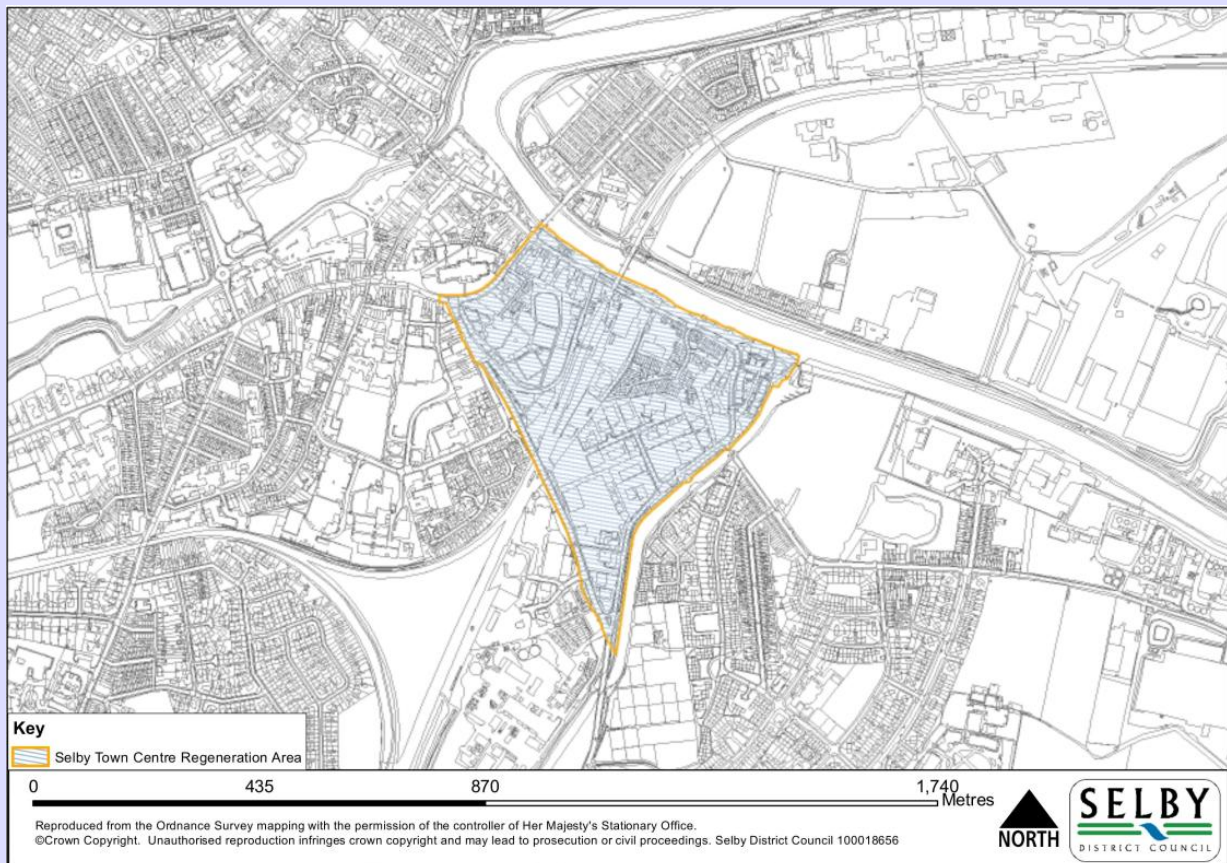 Key
Selby Town Centre Regeneration Area
0 435 870 1,740
Metres
Reproduced from the Ordnance Survey mapping with the permission of the controller of Her Majesty's Stationary Office.
©Crown Copyright. Unauthorised reproduction infringes crown copyright and may lead to prosecution or civil proceedings. Selby District Council 100018656
NORTH
SELBY
DISTRICT COUNCIL